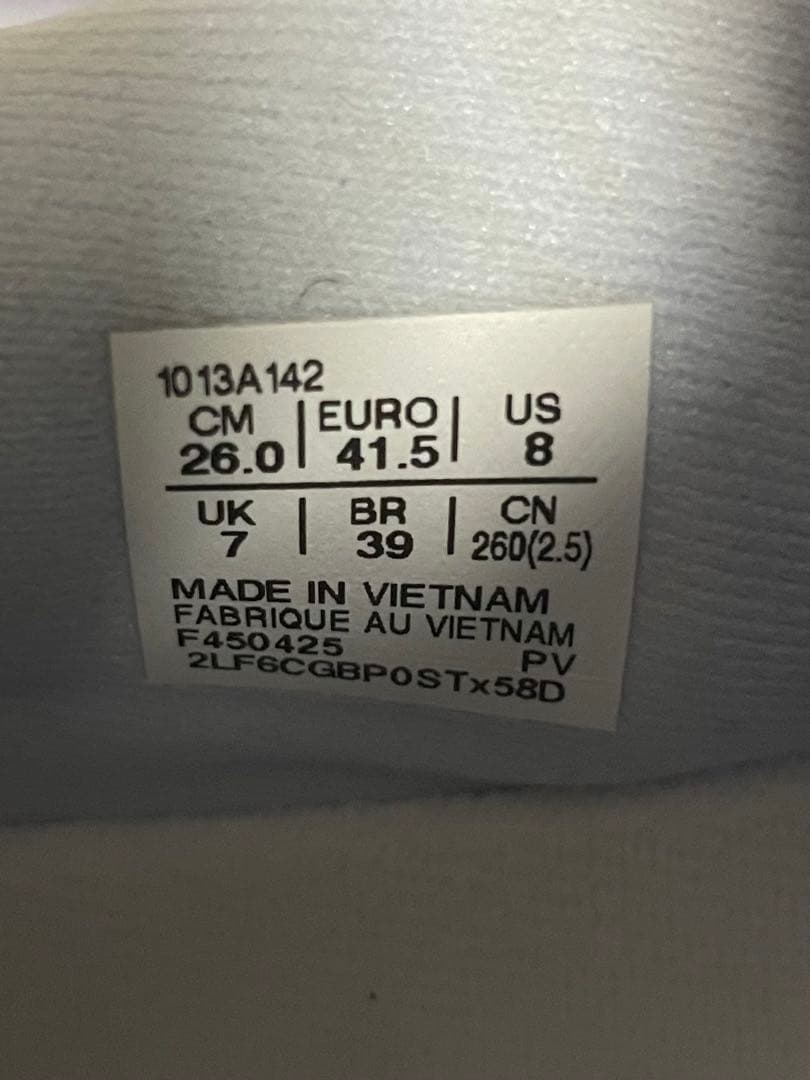 1013A142
CM | EURO | US
26.0 | 41.5 | 8
UK | BR | CN
7 | 39 | 260(2.5)
MADE IN VIETNAM
FABRIQUE AU VIETNAM
F450425 PV
2LF6CGBP0STx58D